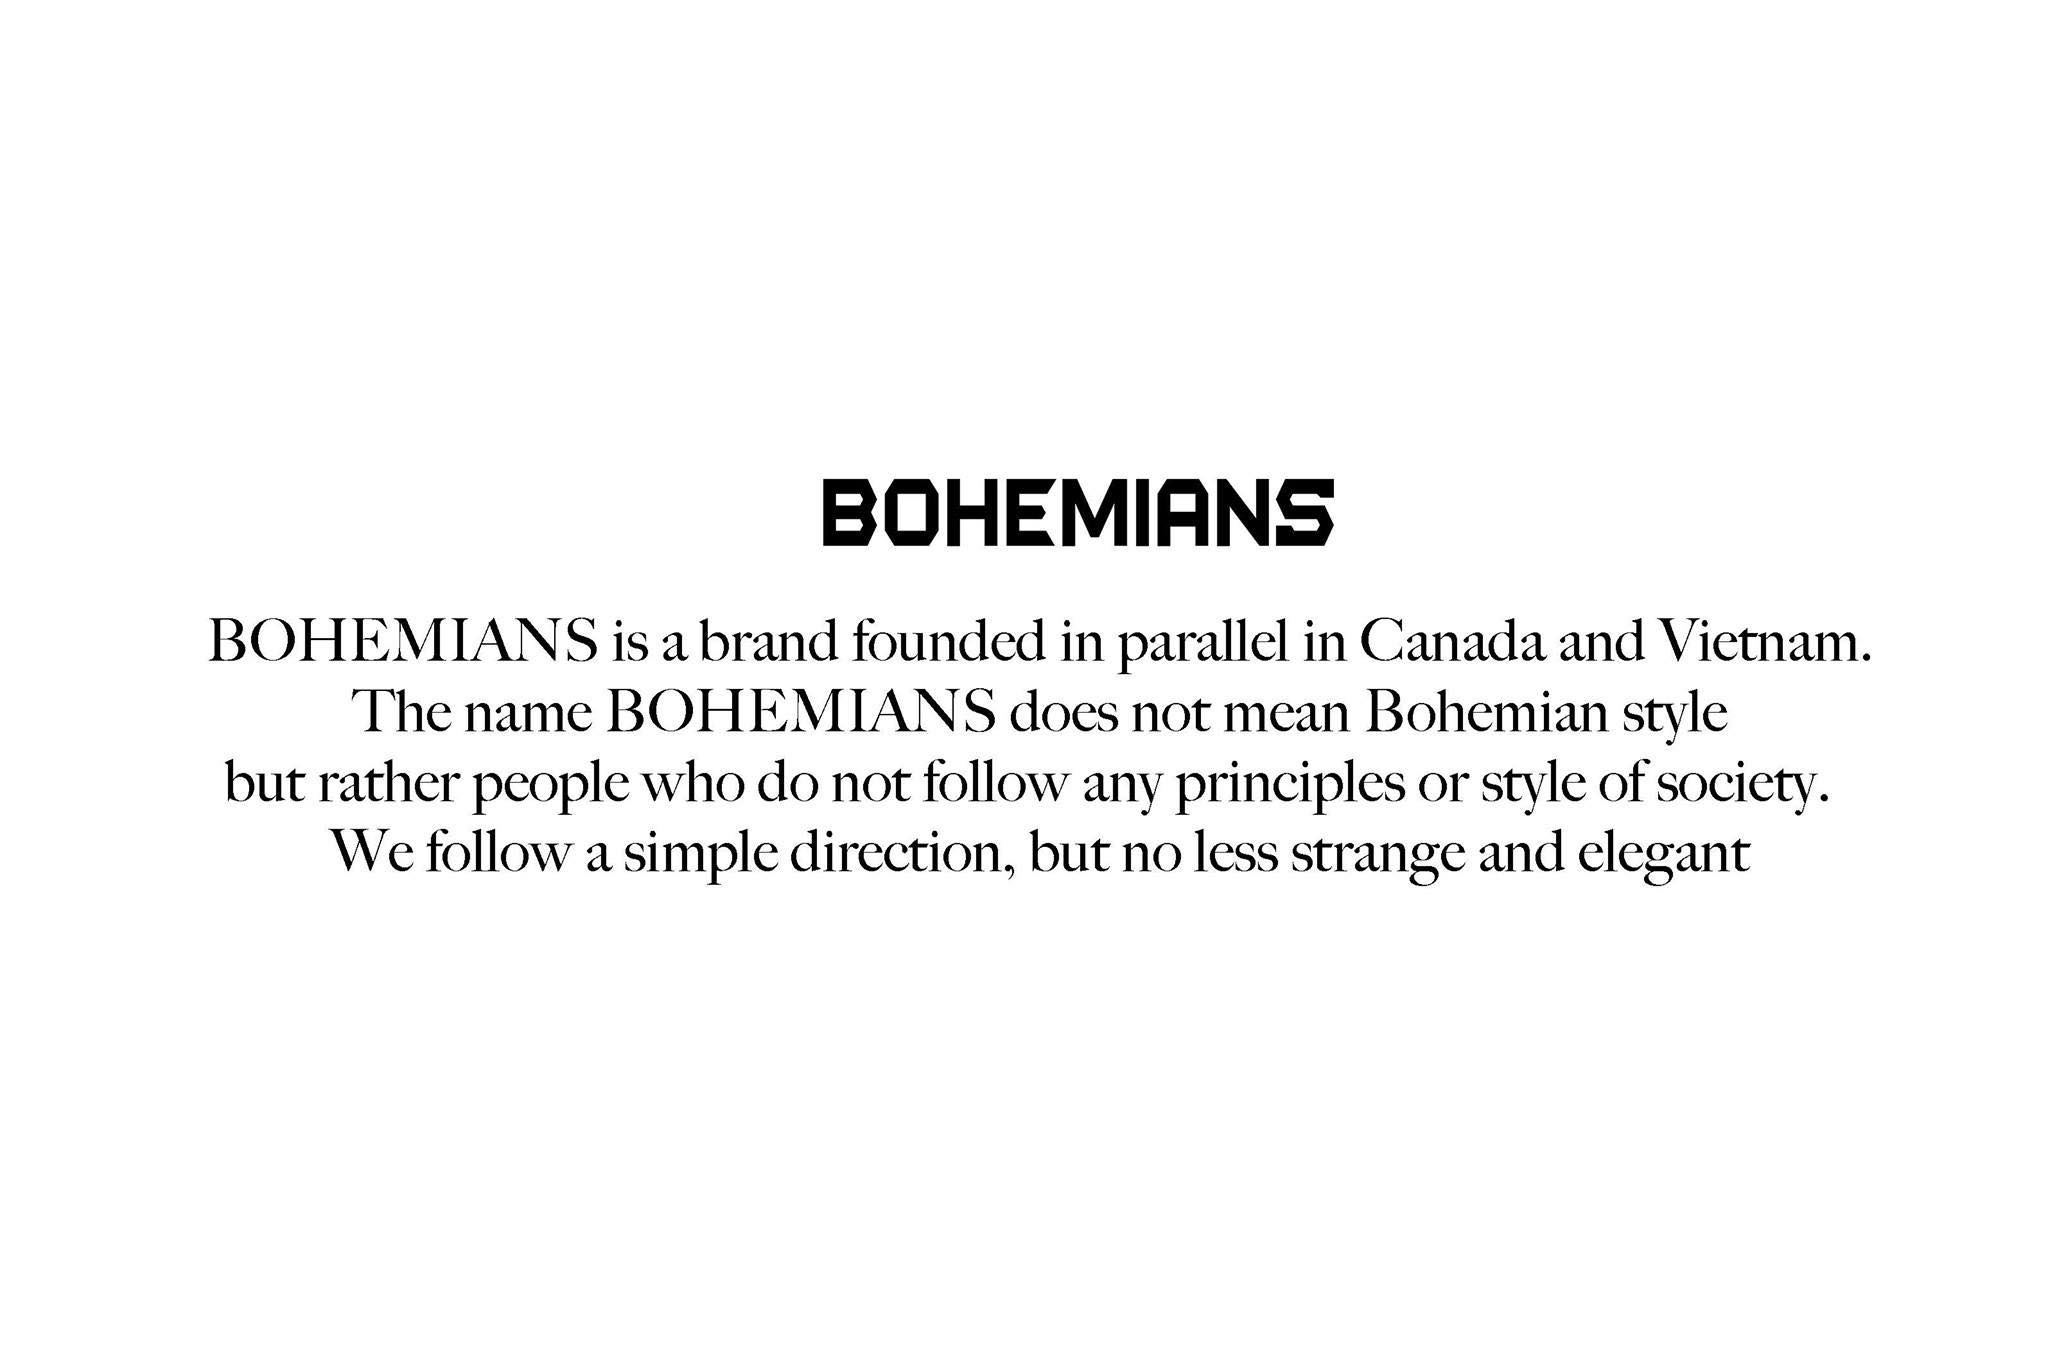 BOHEMIANS
BOHEMIANS is a brand founded in parallel in Canada and Vietnam.
The name BOHEMIANS does not mean Bohemian style
but rather people who do not follow any principles or style of society.
We follow a simple direction, but no less strange and elegant